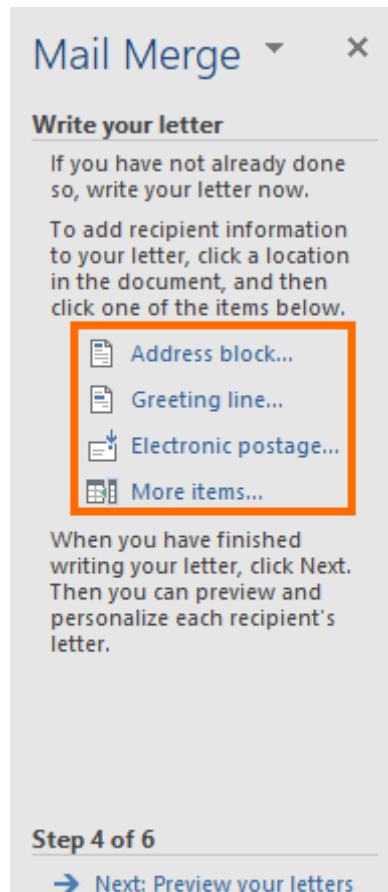 Mail Merge
Write your letter
If you have not already done
so, write your letter now.
To add recipient information
to your letter, click a location
in the document, and then
click one of the items below.
Address block...
Greeting line...
Electronic postage...
More items...
When you have finished
writing your letter, click Next.
Then you can preview and
personalize each recipient's
letter.
Step 4 of 6
Next: Preview your letters